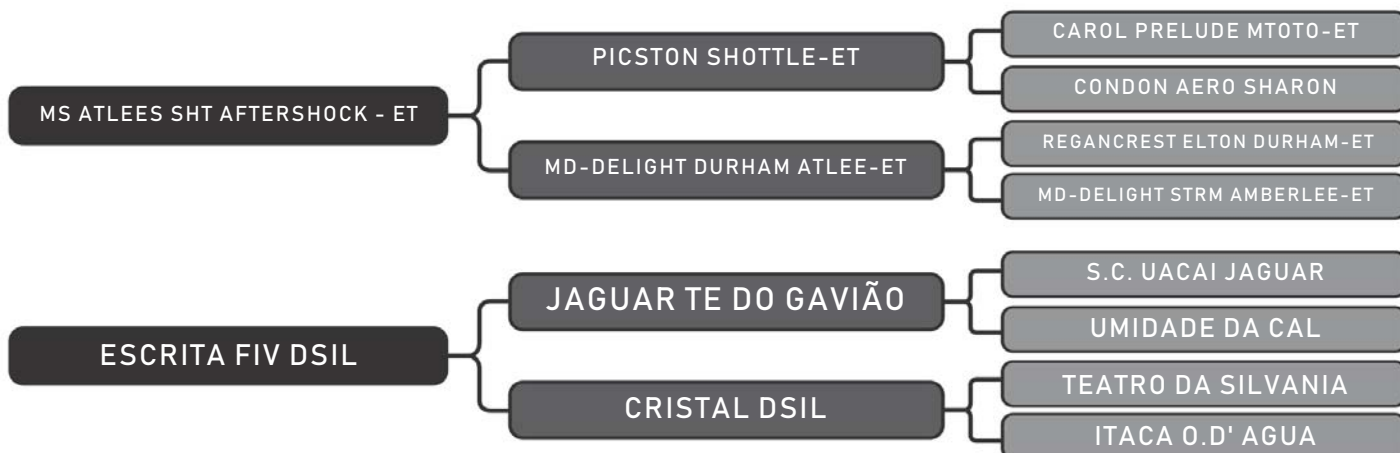 MS ATLEES SHT AFTERSHOCK - ET
PICSTON SHOTTLE-ET
MD-DELIGHT DURHAM ATLEE-ET
CAROL PRELUDE MTOTO-ET
CONDON AERO SHARON
REGANCREST ELTON DURHAM-ET
MD-DELIGHT STRM AMBERLEE-ET
ESCRITA FIV DSIL
JAGUAR TE DO GAVIÃO
CRISTAL DSIL
S.C. UACAI JAGUAR
UMIDADE DA CAL
TEATRO DA SILVANIA
ITACA O.D' AGUA